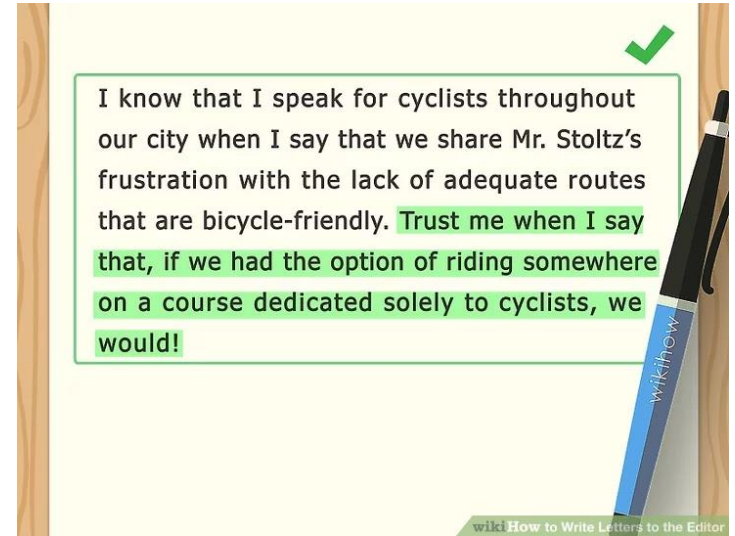 I know that I speak for cyclists throughout
our city when I say that we share Mr. Stoltz’s
frustration with the lack of adequate routes
that are bicycle-friendly. Trust me when I say
that, if we had the option of riding somewhere
on a course dedicated solely to cyclists, we
would!
wikihow
wikiHow to Write Letters to the Editor